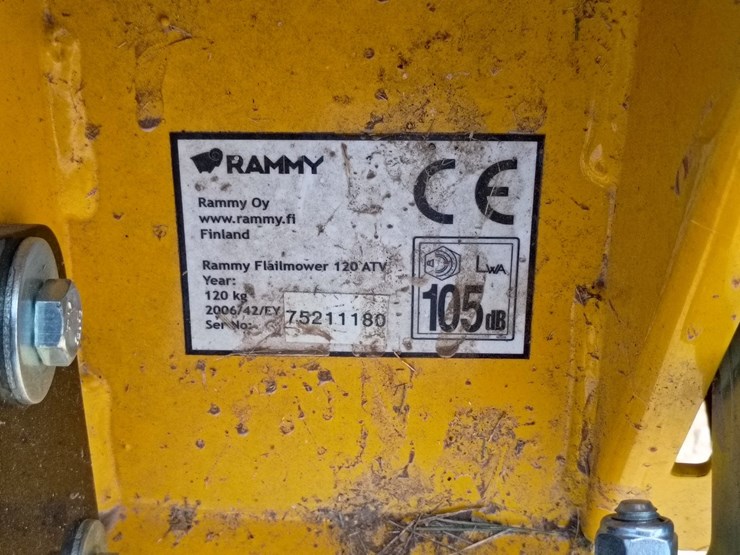 RAMMY
CE
Rammy Oy
www.rammy.fi
Finland
Rammy Flailmower 120 ATV
Year:
120 kg
2006/42/EY
Ser No: 75211180
LWA
105 dB